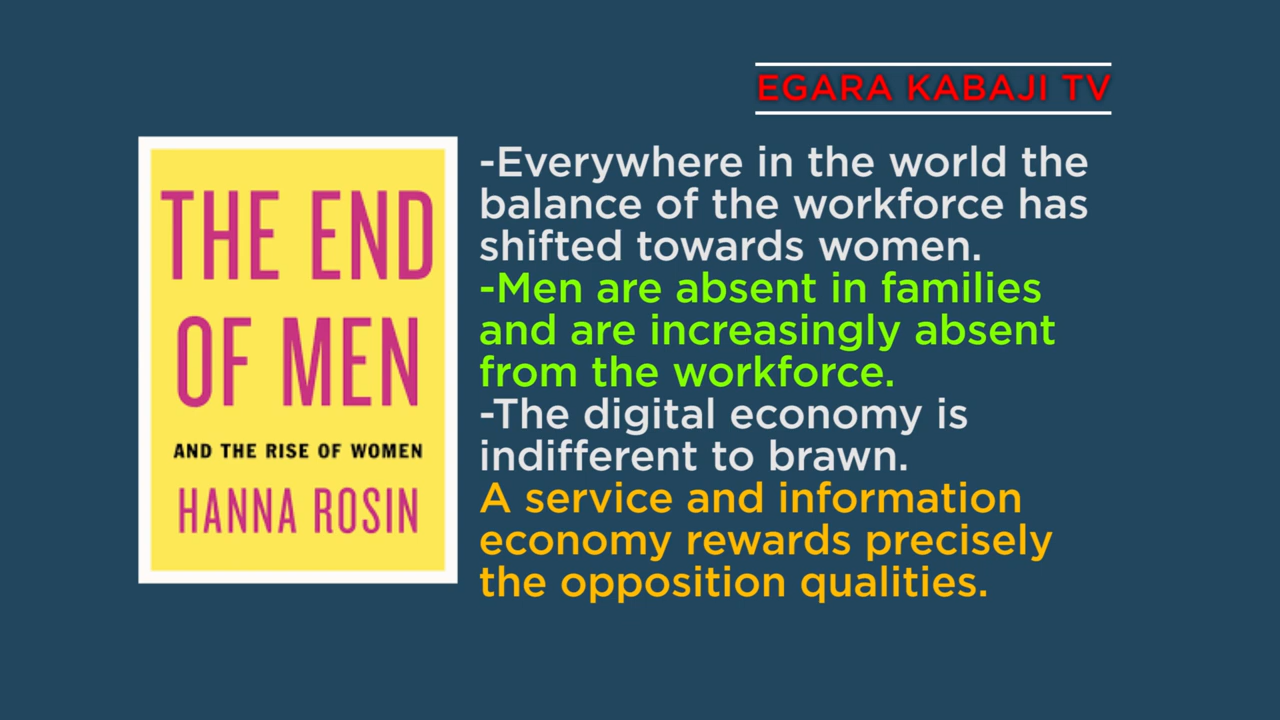 EGARA KABAJI TV
THE END
OF MEN
AND THE RISE OF WOMEN
HANNA ROSIN
-Everywhere in the world the
balance of the workforce has
shifted towards women.
-Men are absent in families
and are increasingly absent
from the workforce.
-The digital economy is
indifferent to brawn.
A service and information
economy rewards precisely
the opposition qualities.